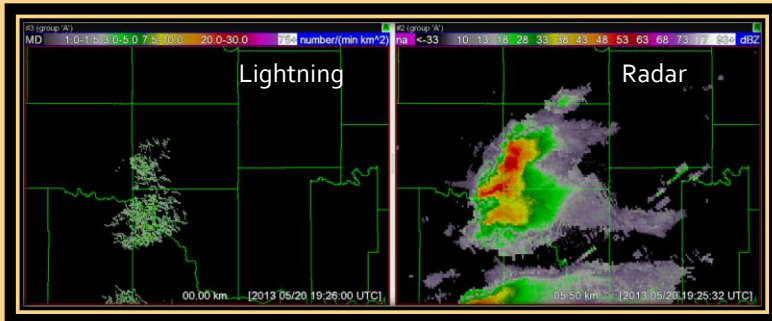 #3 (group 'A')
MD 1.0-1.5 3.0-5.0 7.5-10.0 20.0-30.0 75+ number/(min km^2)
Lightning
00.00 km [2013 05/20 19:26:00 UTC]
#2 (group 'A')
na <-33 10 13 18 28 33 38 43 48 53 63 68 73 77 93+ dBZ
Radar
05.50 km [2013 05/20 19:25:32 UTC]